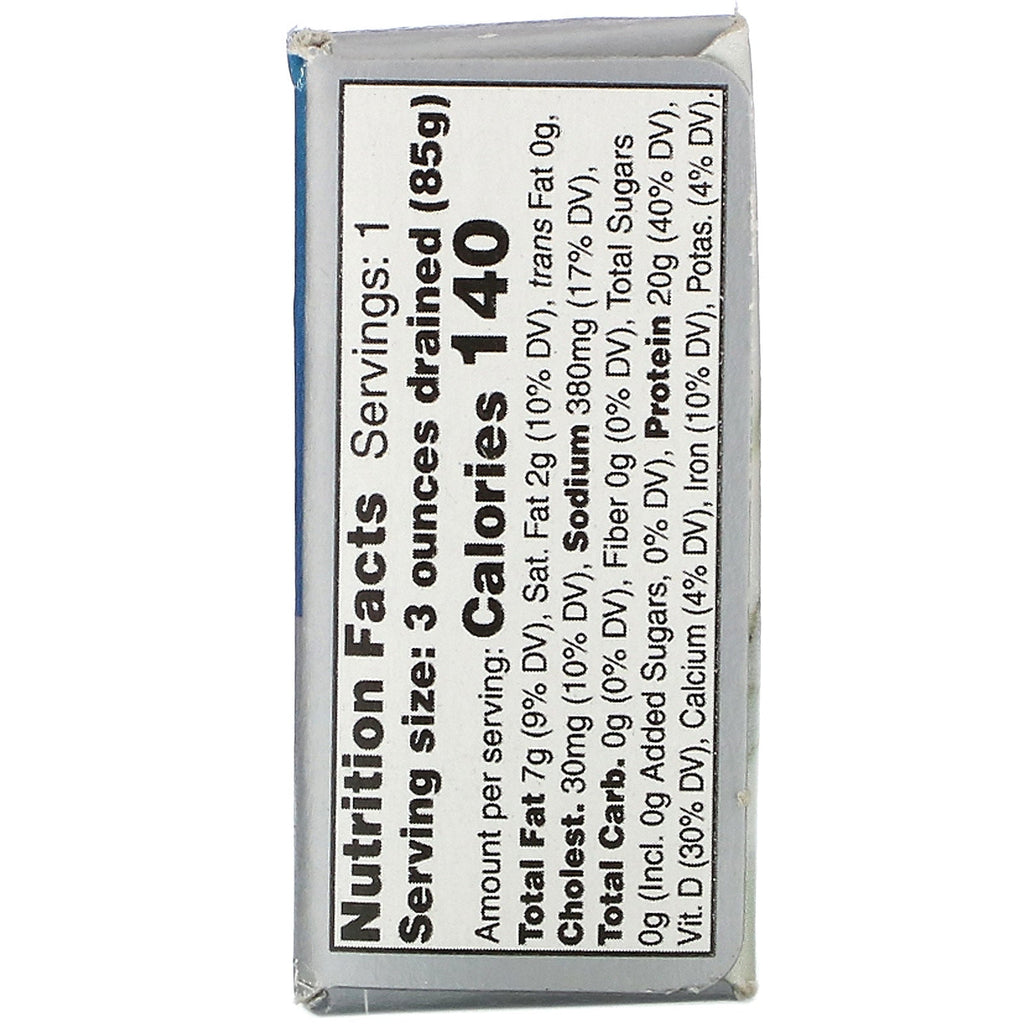 Nutrition Facts Servings: 1
Serving size: 3 ounces drained (85g)
Amount per serving: Calories 140
Total Fat 7g (9% DV), Sat. Fat 2g (10% DV), trans Fat 0g,
Cholest. 30mg (10% DV), Sodium 380mg (17% DV),
Total Carb. 0g (0% DV), Fiber 0g (0% DV), Total Sugars
0g (Incl. 0g Added Sugars, 0% DV), Protein 20g (40% DV),
Vit. D (30% DV), Calcium (4% DV), Iron (10% DV), Potas. (4% DV).